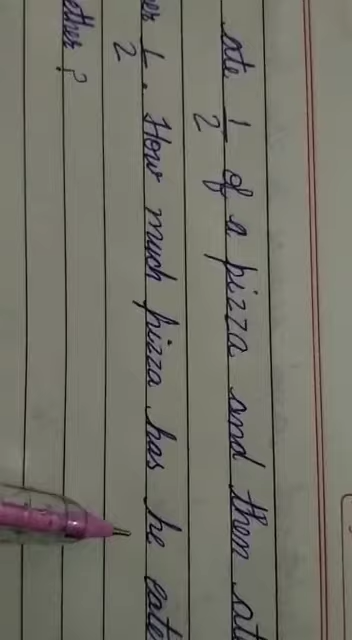 ate 1/2 of a pizza and then
1/2. How much pizza has he
?